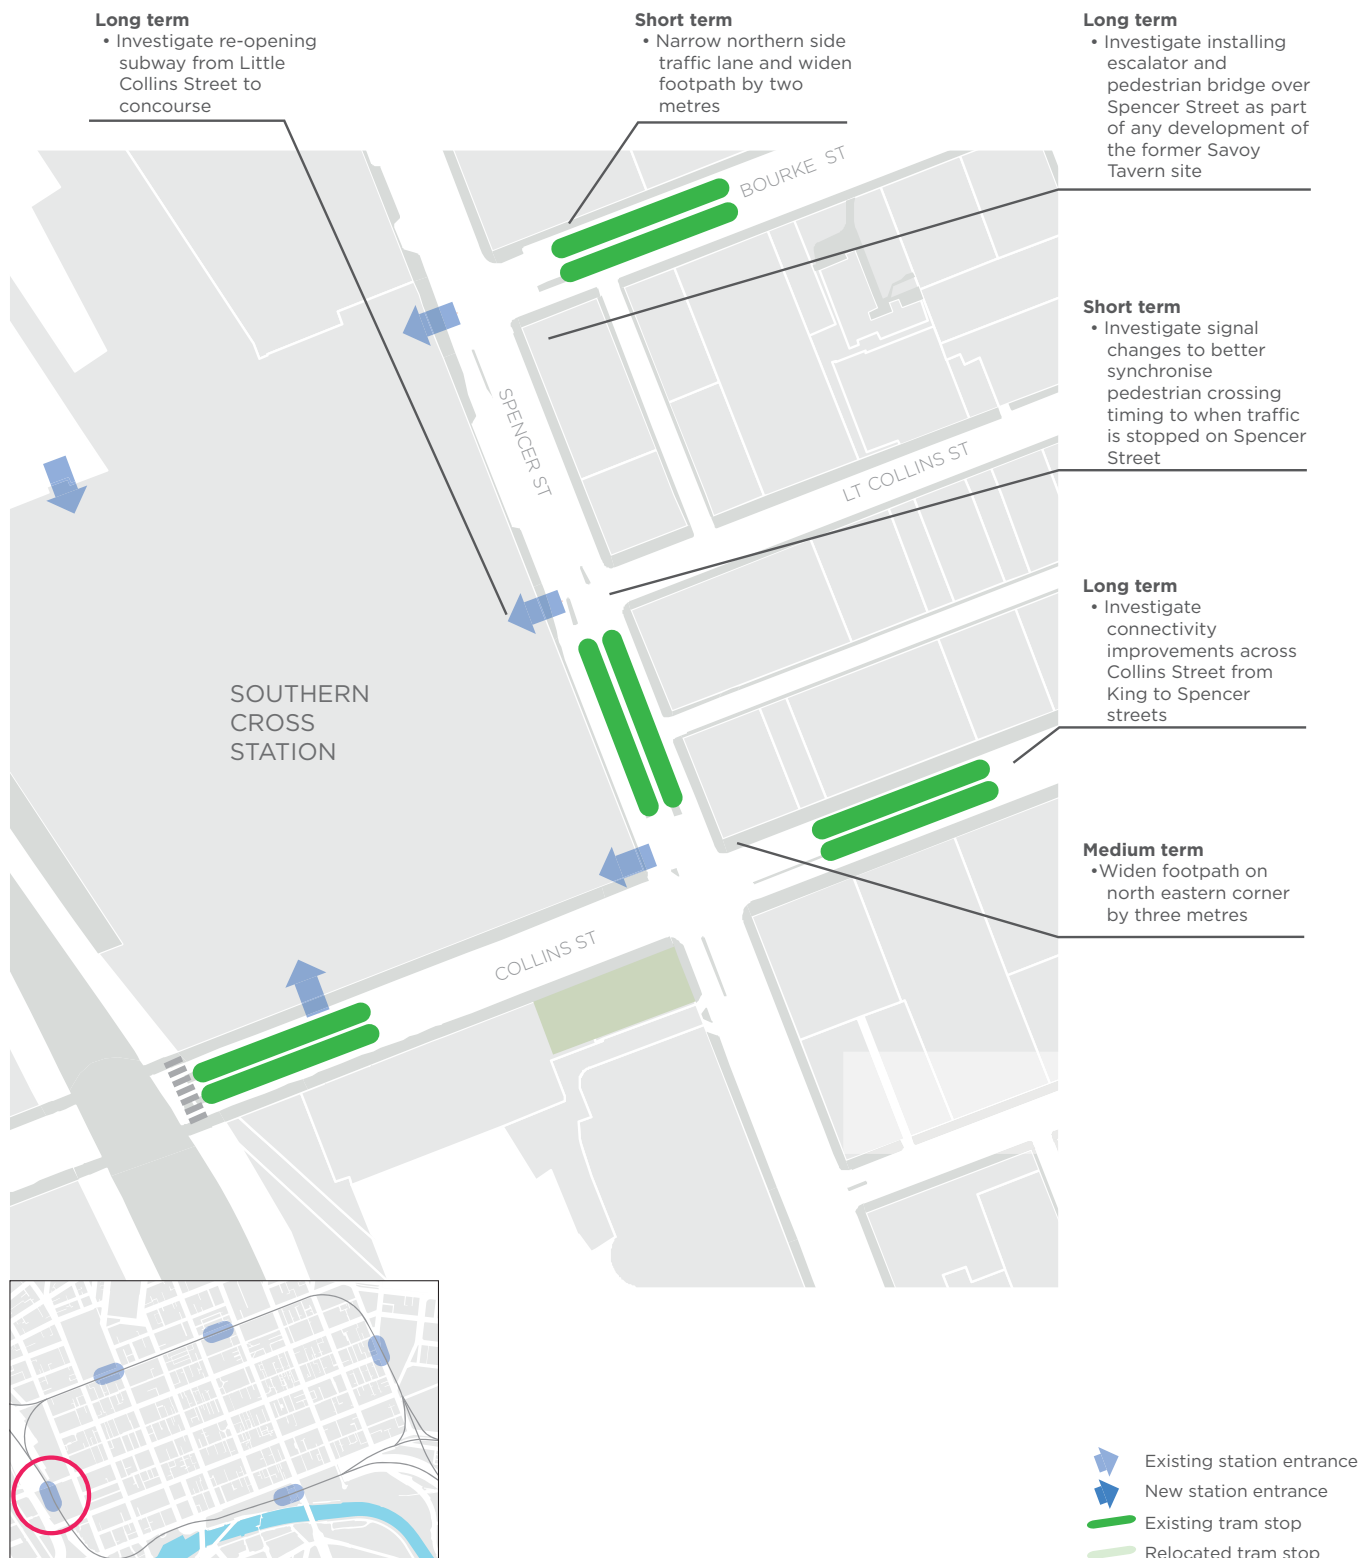 Long term
• Investigate re-opening
subway from Little
Collins Street to
concourse
Short term
• Narrow northern side
traffic lane and widen
footpath by two
metres
Long term
• Investigate installing
escalator and
pedestrian bridge over
Spencer Street as part
of any development of
the former Savoy
Tavern site
BOURKE ST
Short term
• Investigate signal
changes to better
synchronise
pedestrian crossing
timing to when traffic
is stopped on Spencer
Street
SPENCER ST
LT COLLINS ST
Long term
• Investigate
connectivity
improvements across
Collins Street from
King to Spencer
streets
SOUTHERN
CROSS
STATION
Medium term
•Widen footpath on
north eastern corner
by three metres
COLLINS ST
Existing station entrance
New station entrance
Existing tram stop
Relocated tram stop